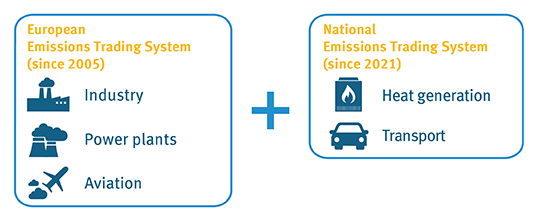 European
Emissions Trading System
(since 2005)
Industry
Power plants
Aviation
+
National
Emissions Trading System
(since 2021)
Heat generation
Transport